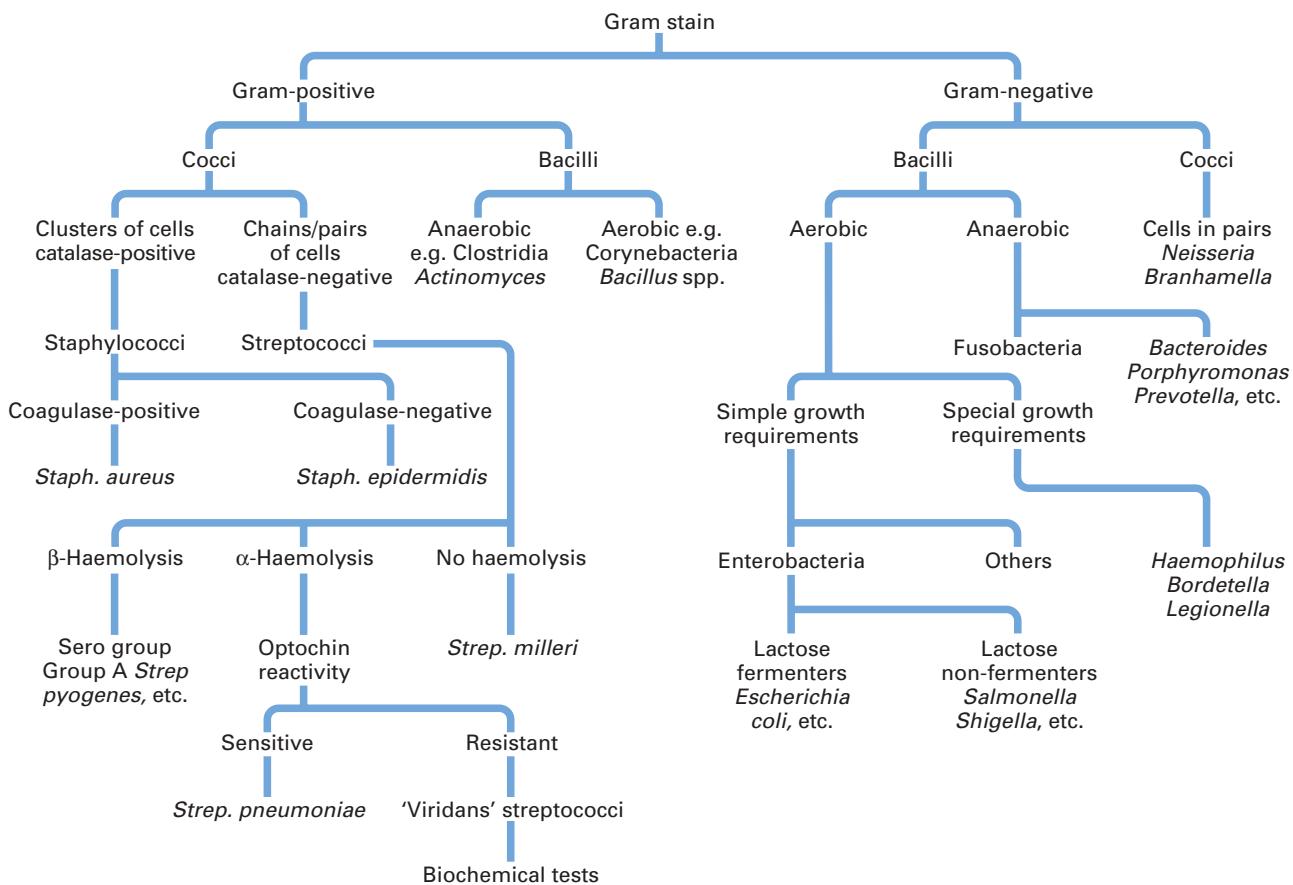 Gram stain
Gram-positive
Gram-negative
Cocci
Bacilli
Bacilli
Cocci
Clusters of cells
catalase-positive
Chains/pairs
of cells
catalase-negative
Anaerobic
e.g. Clostridia
Actinomyces
Aerobic e.g.
Corynebacteria
Bacillus spp.
Aerobic
Anaerobic
Cells in pairs
Neisseria
Branhamella
Staphylococci
Streptococci
Fusobacteria
Bacteroides
Porphyromonas
Prevotella, etc.
Coagulase-positive
Coagulase-negative
Simple growth
requirements
Special growth
requirements
Staph. aureus
Staph. epidermidis
β-Haemolysis
α-Haemolysis
No haemolysis
Enterobacteria
Others
Haemophilus
Bordetella
Legionella
Sero group
Group A Strep
pyogenes, etc.
Optochin
reactivity
Strep. milleri
Lactose
fermenters
Escherichia
coli, etc.
Lactose
non-fermenters
Salmonella
Shigella, etc.
Sensitive
Resistant
Strep. pneumoniae
‘Viridans’ streptococci
Biochemical tests